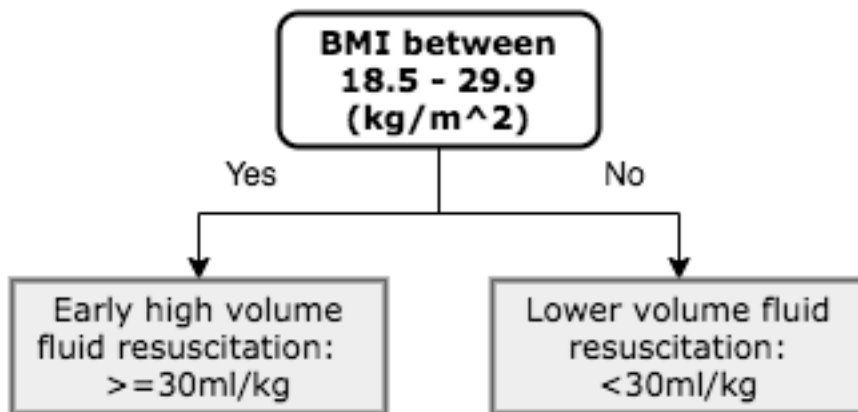 BMI between
18.5 - 29.9
(kg/m^2)
Yes
No
Early high volume
fluid resuscitation:
>=30ml/kg
Lower volume fluid
resuscitation:
<30ml/kg